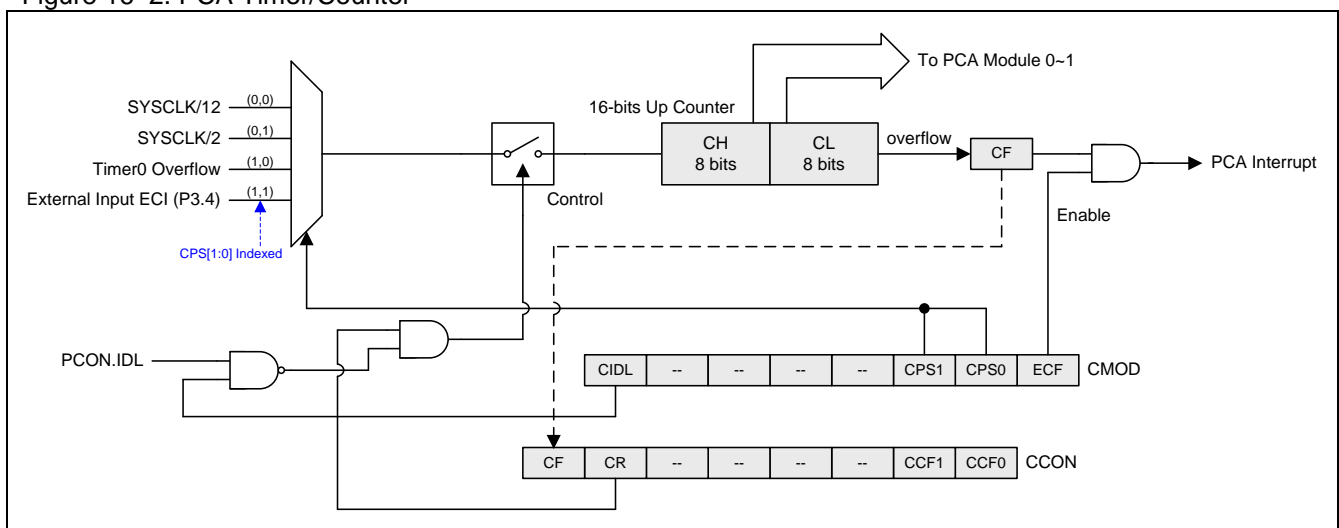 Figure
PCA Timer/Counter
To PCA Module 0~1
SYSCLK/12
(0,0)
16-bits Up Counter
SYSCLK/2
(0,1)
CH
8 bits
CL
8 bits
overflow
CF
PCA Interrupt
Timer0 Overflow
(1,0)
External Input ECI (P3.4)
(1,1)
Control
Enable
CPS[1:0] Indexed
PCON.IDL
CIDL -- -- -- -- CPS1 CPS0 ECF CMOD
CF CR -- -- -- -- CCF1 CCF0 CCON